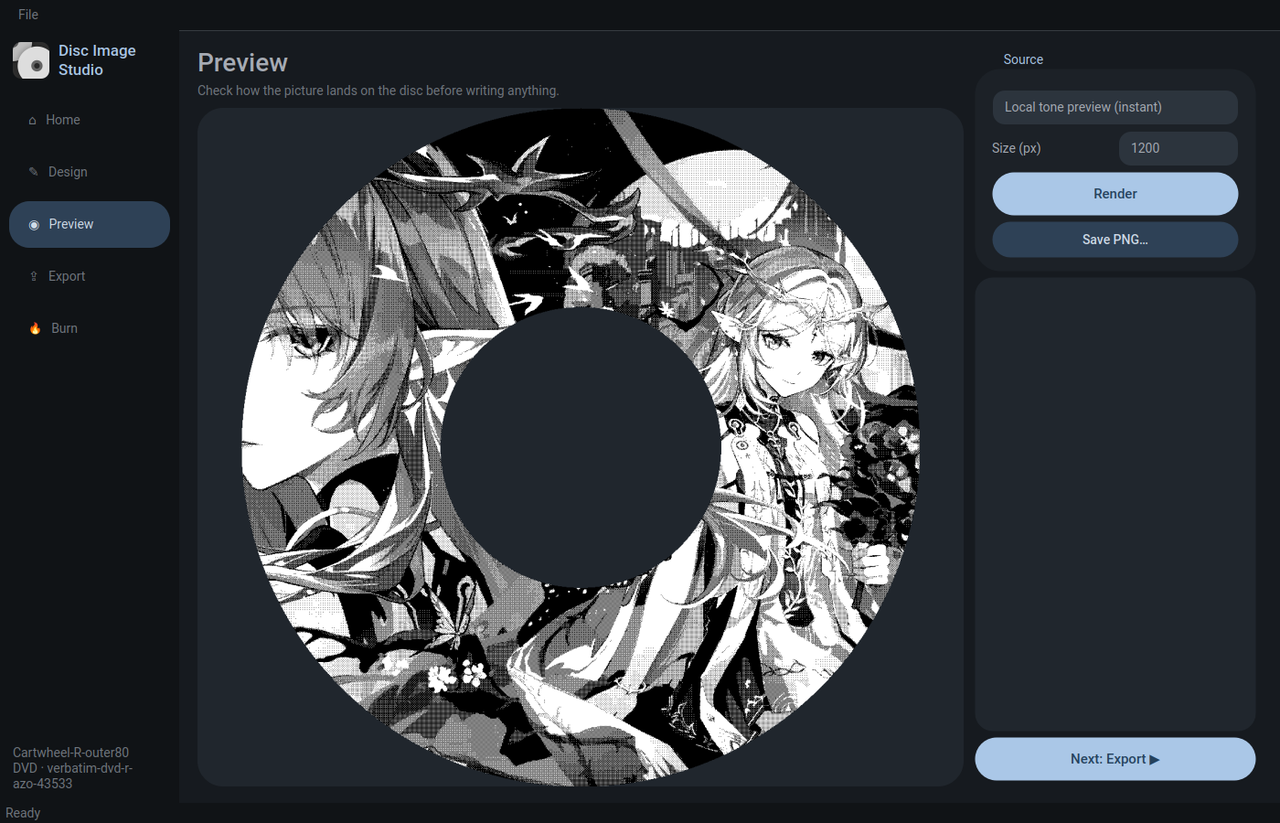 File
Disc Image
Studio
Home
Design
Preview
Export
Burn
Cartwheel-R-outer80
DVD · verbatim-dvd-r-
azo-43533
Ready
Preview
Check how the picture lands on the disc before writing anything.
Source
Local tone preview (instant)
Size (px)
1200
Render
Save PNG…
Next: Export ▶